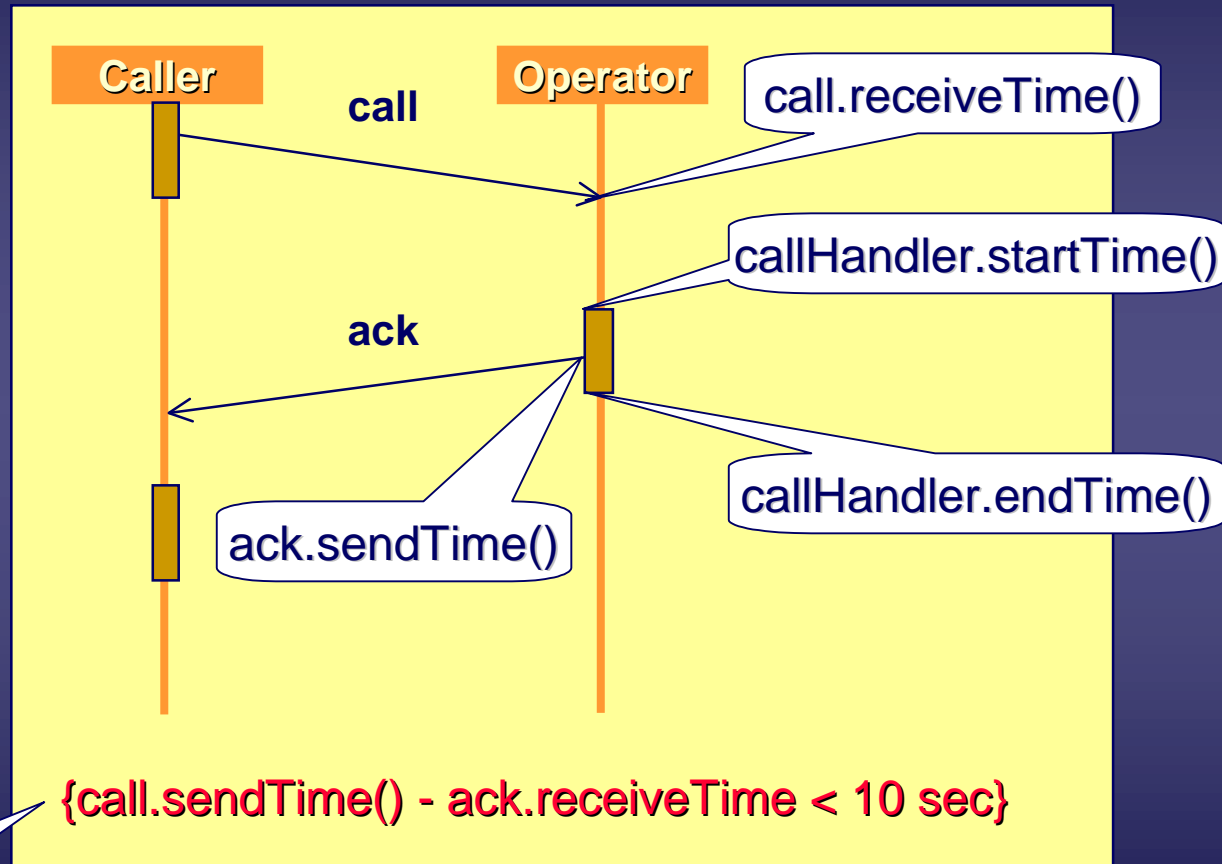 Caller
Operator
call
call.receiveTime()
callHandler.startTime()
ack
callHandler.endTime()
ack.sendTime()
{call.sendTime() - ack.receiveTime < 10 sec}